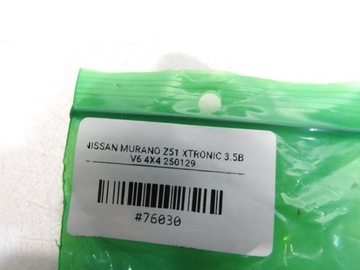 NISSAN MURANO Z51 XTRONIC 3.5B
V6 4X4 250129
#76030